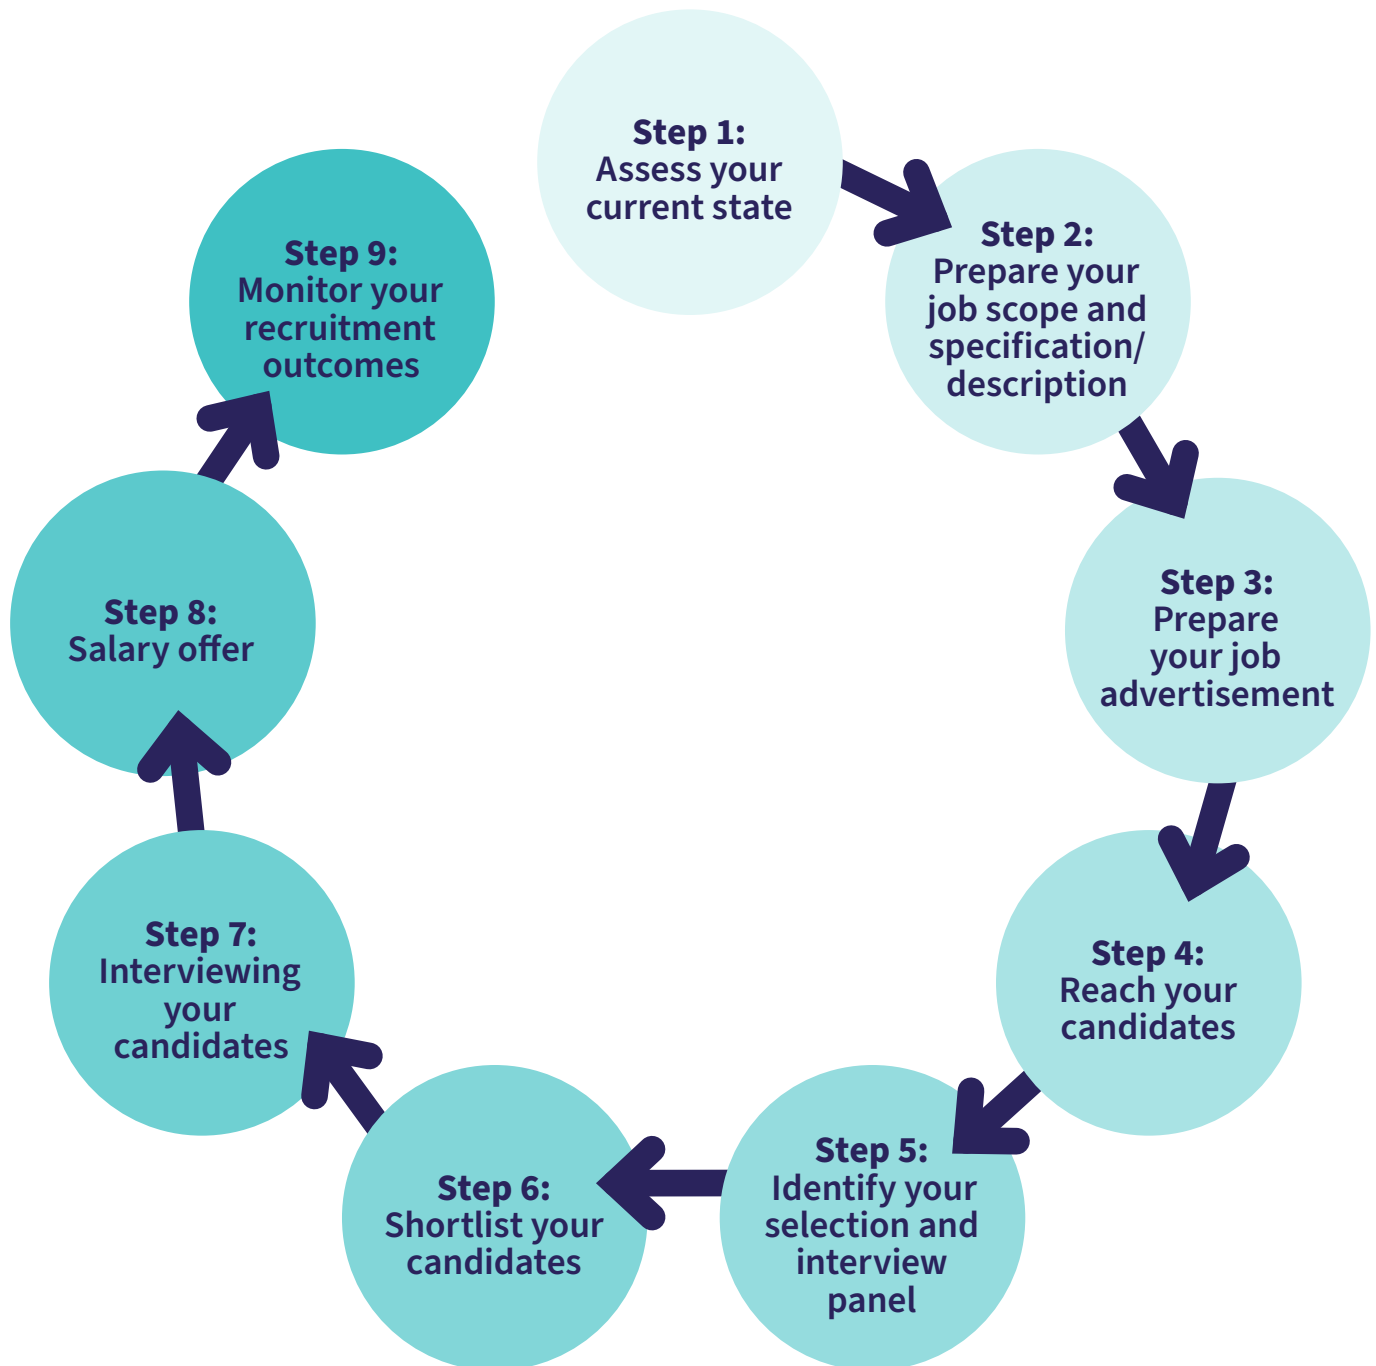 Step 1:
Assess your
current state
Step 2:
Prepare your
job scope and
specification/
description
Step 3:
Prepare
your job
advertisement
Step 4:
Reach your
candidates
Step 5:
Identify your
selection and
interview
panel
Step 6:
Shortlist your
candidates
Step 7:
Interviewing
your
candidates
Step 8:
Salary offer
Step 9:
Monitor your
recruitment
outcomes